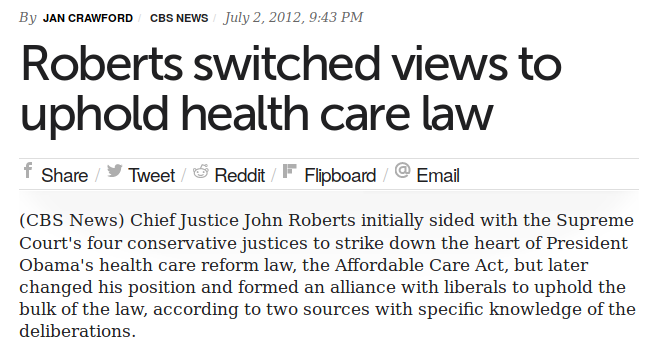 By JAN CRAWFORD / CBS NEWS / July 2, 2012, 9:43 PM
Roberts switched views to
uphold health care law
f Share / Tweet / Reddit / Flipboard / @ Email
(CBS News) Chief Justice John Roberts initially sided with the Supreme
Court's four conservative justices to strike down the heart of President
Obama's health care reform law, the Affordable Care Act, but later
changed his position and formed an alliance with liberals to uphold the
bulk of the law, according to two sources with specific knowledge of the
deliberations.